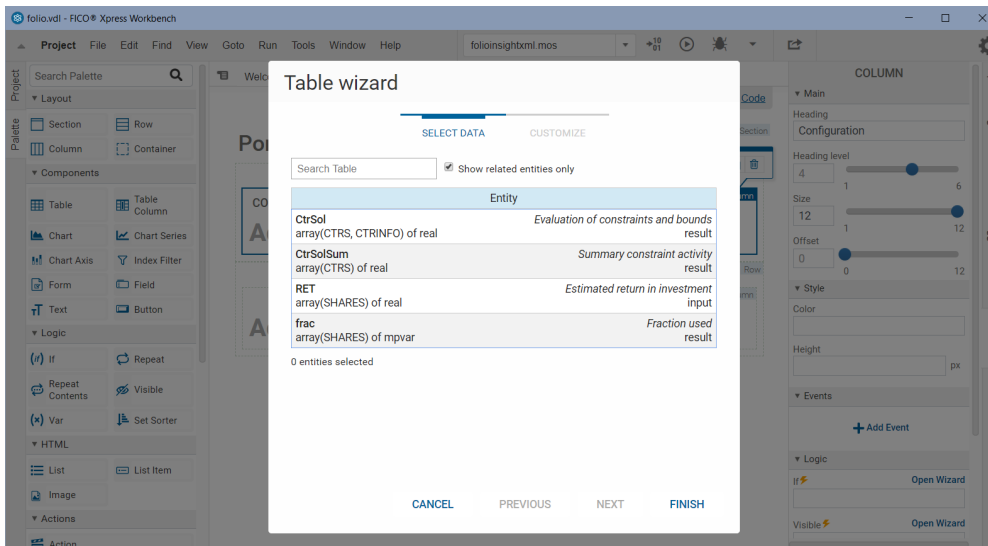 folio.vdl - FICO® Xpress Workbench
Project File Edit Find View Goto Run Tools Window Help
folioinsightxml.mos
+10
01
Project
Palette
Search Palette
Layout
Section Row
Column Container
Components
Table Table Column
Chart Chart Series
Chart Axis Index Filter
Form Field
Text Button
Logic
(if) If Repeat
Repeat Contents Visible
(x) Var Set Sorter
HTML
List List Item
Image
Actions
Action
Welco
Code
Section
Row
Table wizard
SELECT DATA CUSTOMIZE
Search Table Show related entities only
Entity
CtrSol Evaluation of constraints and bounds
array(CTRS, CTRINFO) of real result
CtrSolSum Summary constraint activity
array(CTRS) of real result
RET Estimated return in investment
array(SHARES) of real input
frac Fraction used
array(SHARES) of mpvar result
0 entities selected
CANCEL PREVIOUS NEXT FINISH
COLUMN
Main
Heading
Configuration
Heading level
4
1 6
Size
12
1 12
Offset
0
0 12
Style
Color
Height
px
Events
Add Event
Logic
If Open Wizard
Visible Open Wizard